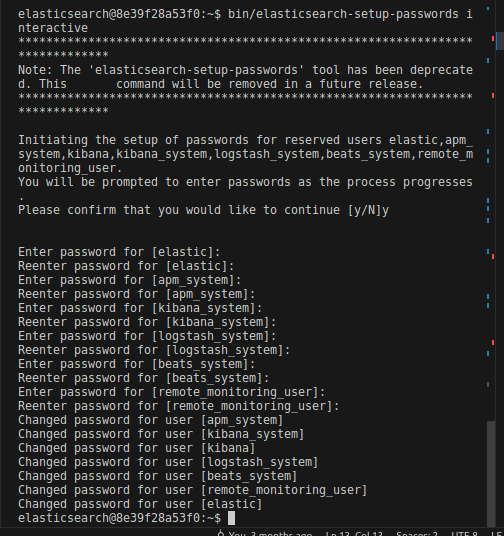 elasticsearch@8e39f28a53f0:~$ bin/elasticsearch-setup-passwords i
nteractive
*****************************************************************
*************
Note: The 'elasticsearch-setup-passwords' tool has been deprecate
d. This       command will be removed in a future release.
*****************************************************************
*************

Initiating the setup of passwords for reserved users elastic,apm_
system,kibana,kibana_system,logstash_system,beats_system,remote_m
onitoring_user.
You will be prompted to enter passwords as the process progresses
.
Please confirm that you would like to continue [y/N]y


Enter password for [elastic]:
Reenter password for [elastic]:
Enter password for [apm_system]:
Reenter password for [apm_system]:
Enter password for [kibana_system]:
Reenter password for [kibana_system]:
Enter password for [logstash_system]:
Reenter password for [logstash_system]:
Enter password for [beats_system]:
Reenter password for [beats_system]:
Enter password for [remote_monitoring_user]:
Reenter password for [remote_monitoring_user]:
Changed password for user [apm_system]
Changed password for user [kibana_system]
Changed password for user [kibana]
Changed password for user [logstash_system]
Changed password for user [beats_system]
Changed password for user [remote_monitoring_user]
Changed password for user [elastic]
elasticsearch@8e39f28a53f0:~$
You, 3 months ago Ln 13, Col 13 Spaces: 2 UTF-8 LF